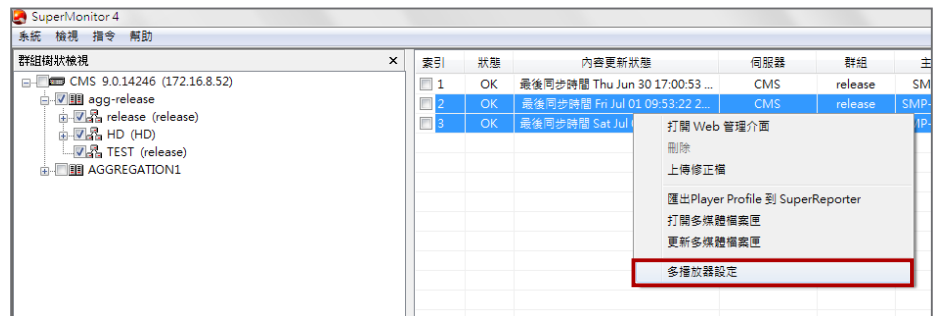 SuperMonitor 4
系統 檢視 指令 幫助
群組樹狀檢視 ×
索引 狀態 內容更新狀態 伺服器 群組 主
CMS 9.0.14246 (172.16.8.52)
agg-release
release (release)
HD (HD)
TEST (release)
AGGREGATION1
1 OK 最後同步時間 Thu Jun 30 17:00:53 ... CMS release SM
2 OK 最後同步時間 Fri Jul 01 09:53:22 2... CMS release SMP-
3 OK 最後同步時間 Sat Jul
打開 Web 管理介面
刪除
上傳修正檔
匯出Player Profile 到 SuperReporter
打開多媒體檔案匣
更新多媒體檔案匣
多播放器設定